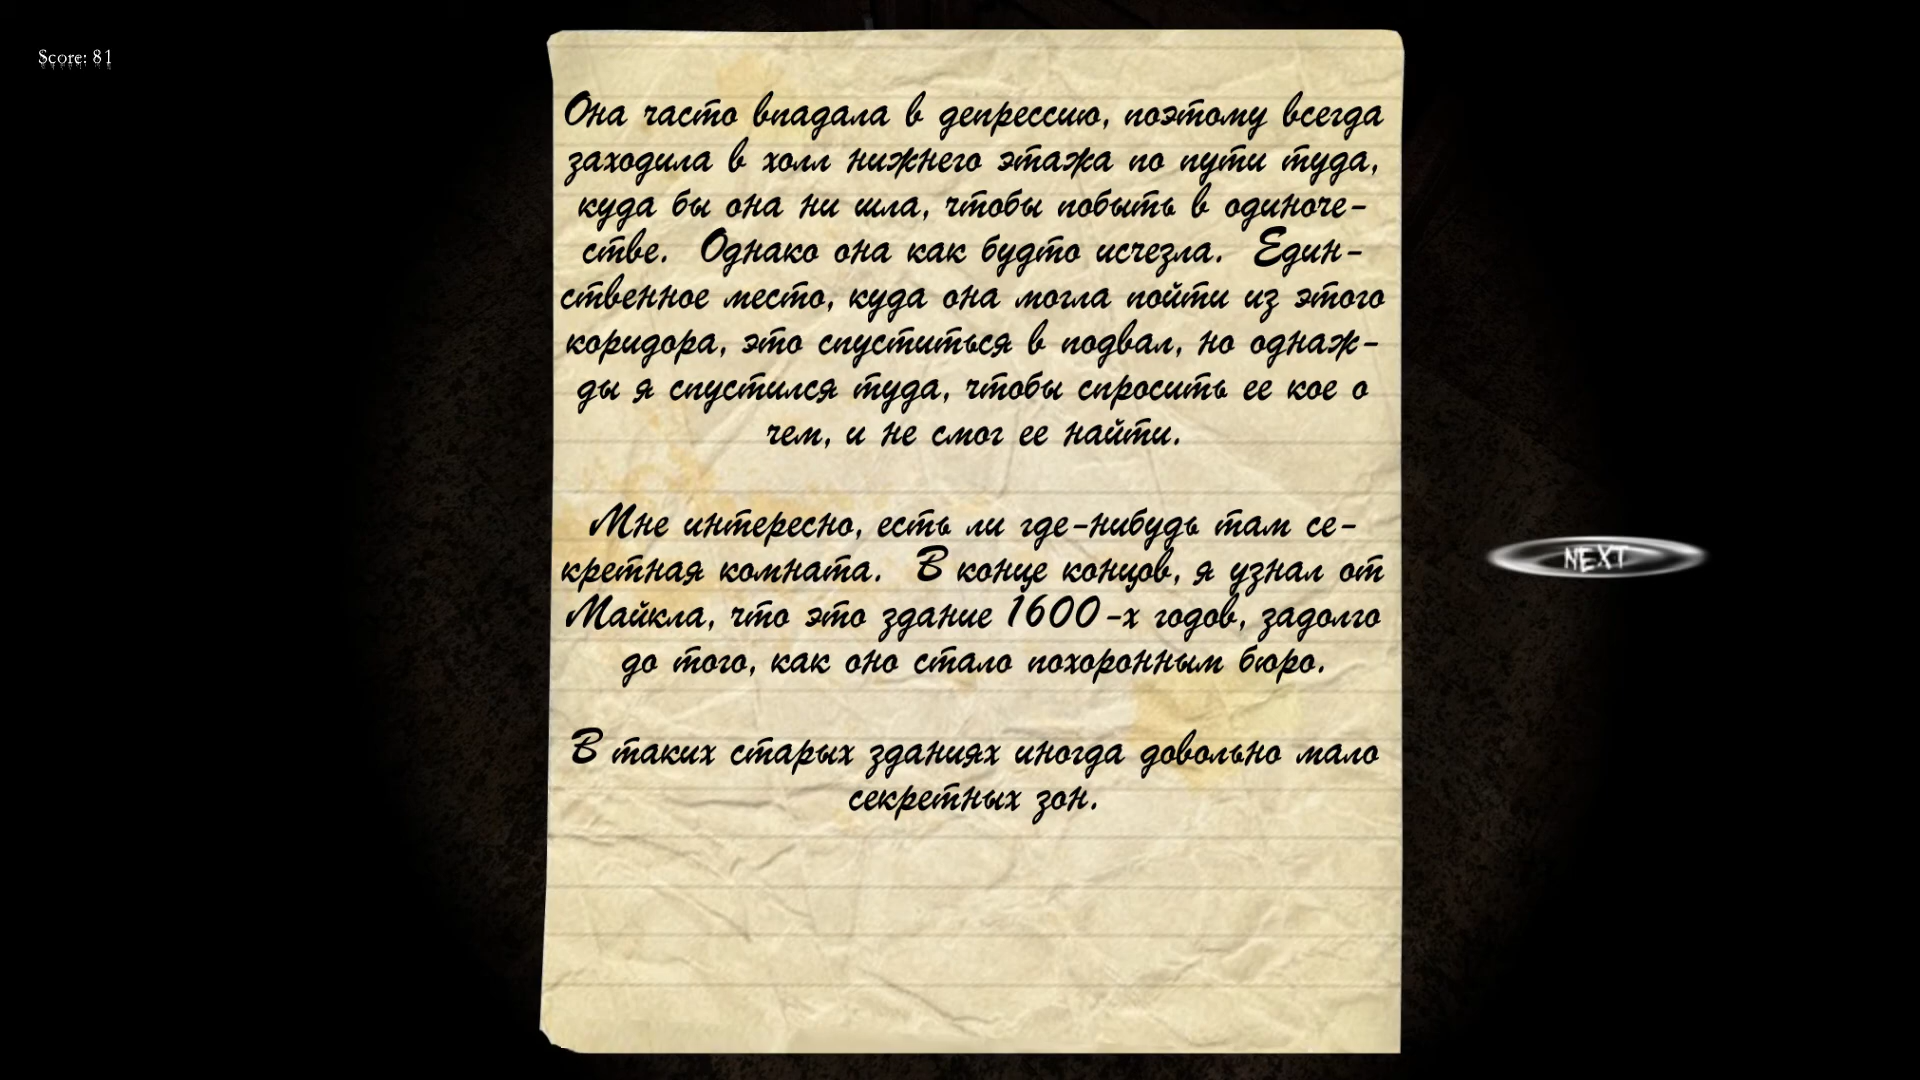 Score: 81
Она часто впадала в депрессию, поэтому всегда
заходила в холл нижнего этажа по пути туда,
куда бы она ни шла, чтобы побыть в одиноче-
стве. Однако она как будто исчезла. Един-
ственное место, куда она могла пойти из этого
коридора, это спуститься в подвал, но однаж-
ды я спустился туда, чтобы спросить ее кое о
чем, и не смог ее найти.
Мне интересно, есть ли где-нибудь там се-
кретная комната. В конце концов, я узнал от
Майкла, что это здание 1600-х годов, задолго
до того, как оно стало похоронным бюро.
В таких старых зданиях иногда довольно мало
секретных зон.
NEXT